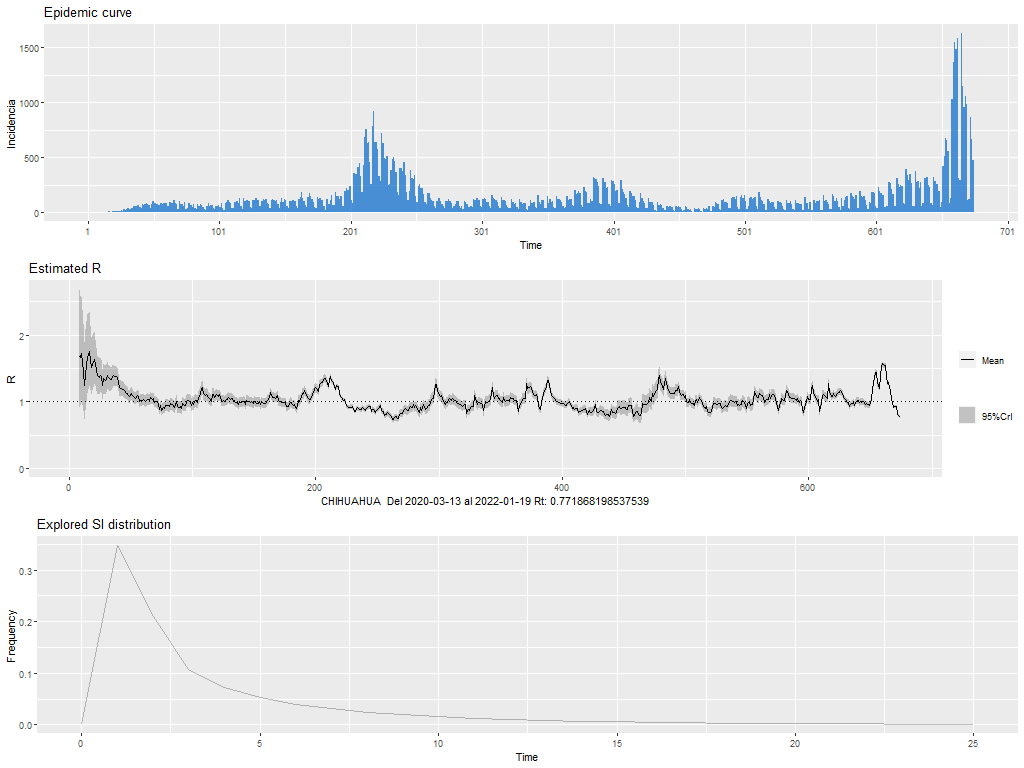 Epidemic curve
1500
1000
500
0
Incidencia
1 101 201 301 401 501 601 701
Time
Estimated R
2
1
0
R
Mean
95%CrI
0 200 400 600
CHIHUAHUA Del 2020-03-13 al 2022-01-19 Rt: 0.771868198537539
Explored SI distribution
0.3
0.2
0.1
0.0
Frequency
0 5 10 15 20 25
Time